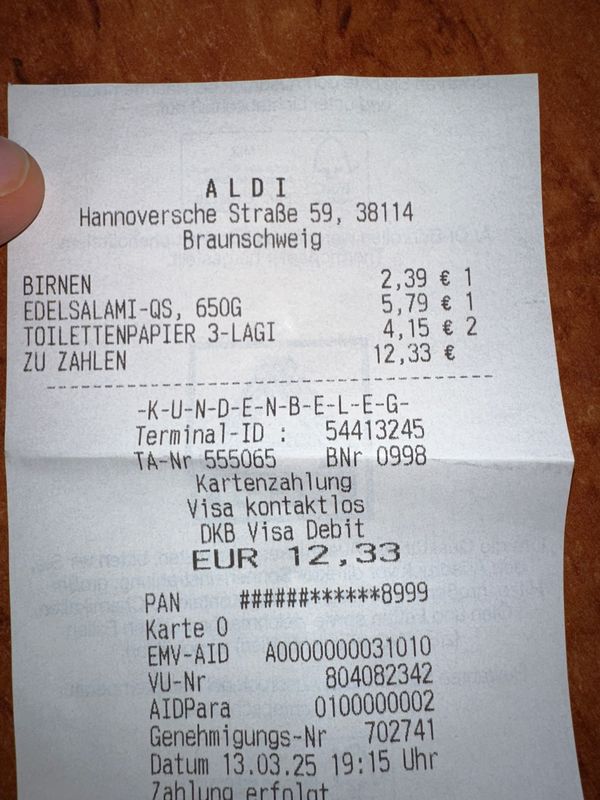 ALDI
Hannoversche Straße 59, 38114
Braunschweig
BIRNEN 2,39 € 1
EDELSALAMI-QS, 650G 5,79 € 1
TOILETTENPAPIER 3-LAGI 4,15 € 2
ZU ZAHLEN 12,33 €
-K-U-N-D-E-N-B-E-L-E-G-
Terminal-ID : 54413245
TA-Nr 555065 BNr 0998
Kartenzahlung
Visa kontaktlos
DKB Visa Debit
EUR 12,33
PAN ######******8999
Karte 0
EMV-AID A0000000031010
VU-Nr 804082342
AIDPara 0100000002
Genehmigungs-Nr 702741
Datum 13.03.25 19:15 Uhr
Zahlung erfolgt